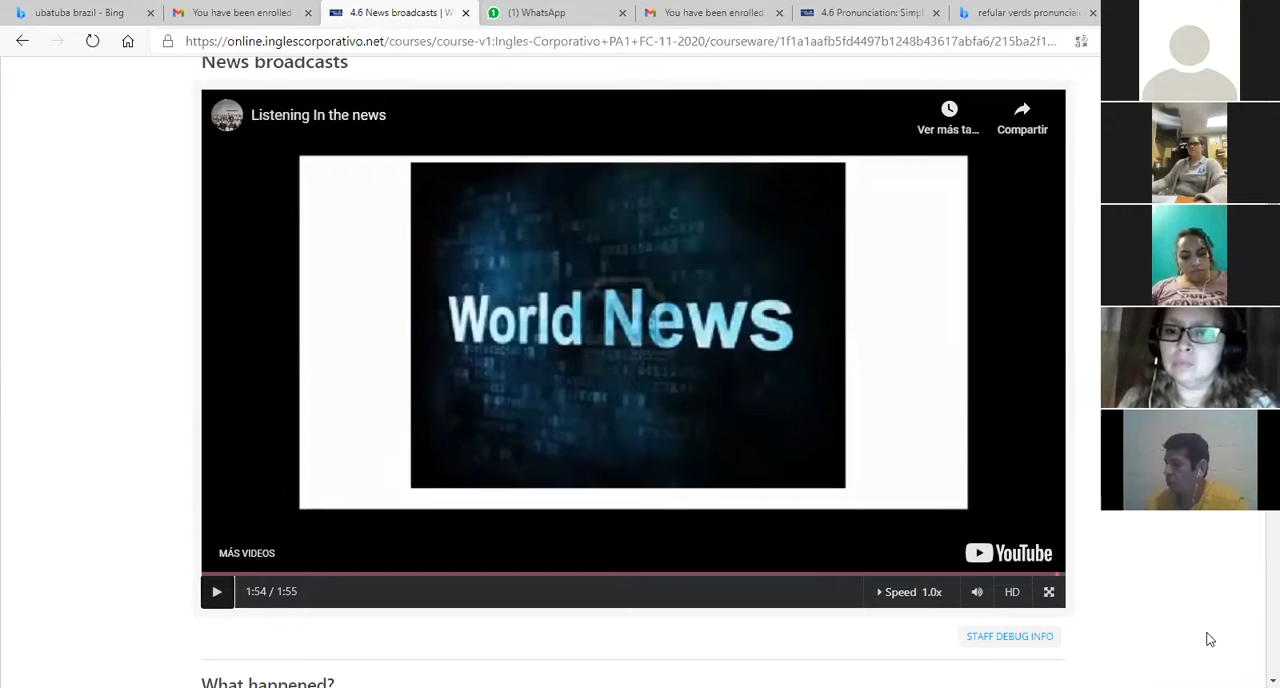 ubatuba brazil - Bing
You have been enrolled
4.6 News broadcasts | W
(1) WhatsApp
You have been enrolled
4.6 Pronunciation: Simpl
refular verds pronunciai
https://online.inglescorporativo.net/courses/course-v1:Ingles-Corporativo+PA1+FC-11-2020/courseware/1f1a1aafb5fd4497b1248b43617abfa6/215ba2f1...
News broadcasts
Listening In the news
Ver más ta...
Compartir
World News
MÁS VIDEOS
YouTube
1:54 / 1:55
Speed 1.0x
HD
STAFF DEBUG INFO
What happened?